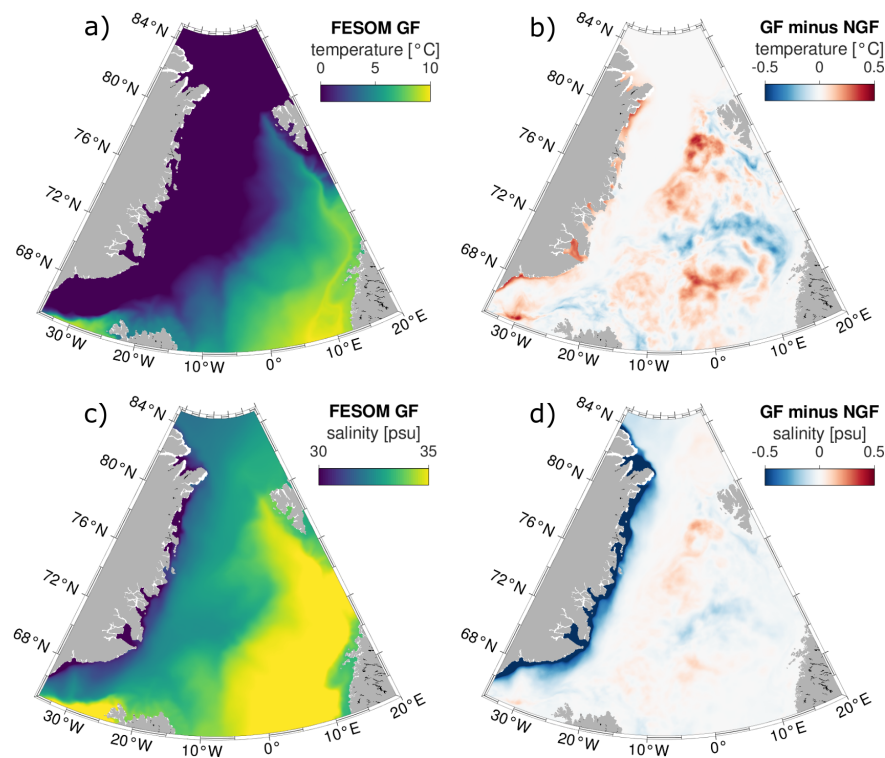 a)
FESOM GF
temperature [°C]
0 5 10
84°N
80°N
76°N
72°N
68°N
30°W
20°W
10°W
0°
10°E
20°E
b)
GF minus NGF
temperature [°C]
-0.5 0 0.5
84°N
80°N
76°N
72°N
68°N
30°W
20°W
10°W
0°
10°E
20°E
c)
FESOM GF
salinity [psu]
30 35
84°N
80°N
76°N
72°N
68°N
30°W
20°W
10°W
0°
10°E
20°E
d)
GF minus NGF
salinity [psu]
-0.5 0 0.5
84°N
80°N
76°N
72°N
68°N
30°W
20°W
10°W
0°
10°E
20°E